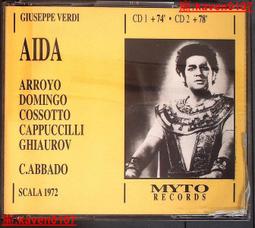 GIUSEPPE VERDI
CD 1 + 74' · CD 2 + 78'
AIDA
ARROYO
DOMINGO
COSSOTTO
CAPPUCCILLI
GHIAUROV
C.ABBADO
SCALA 1972
MYTO
RECORDS